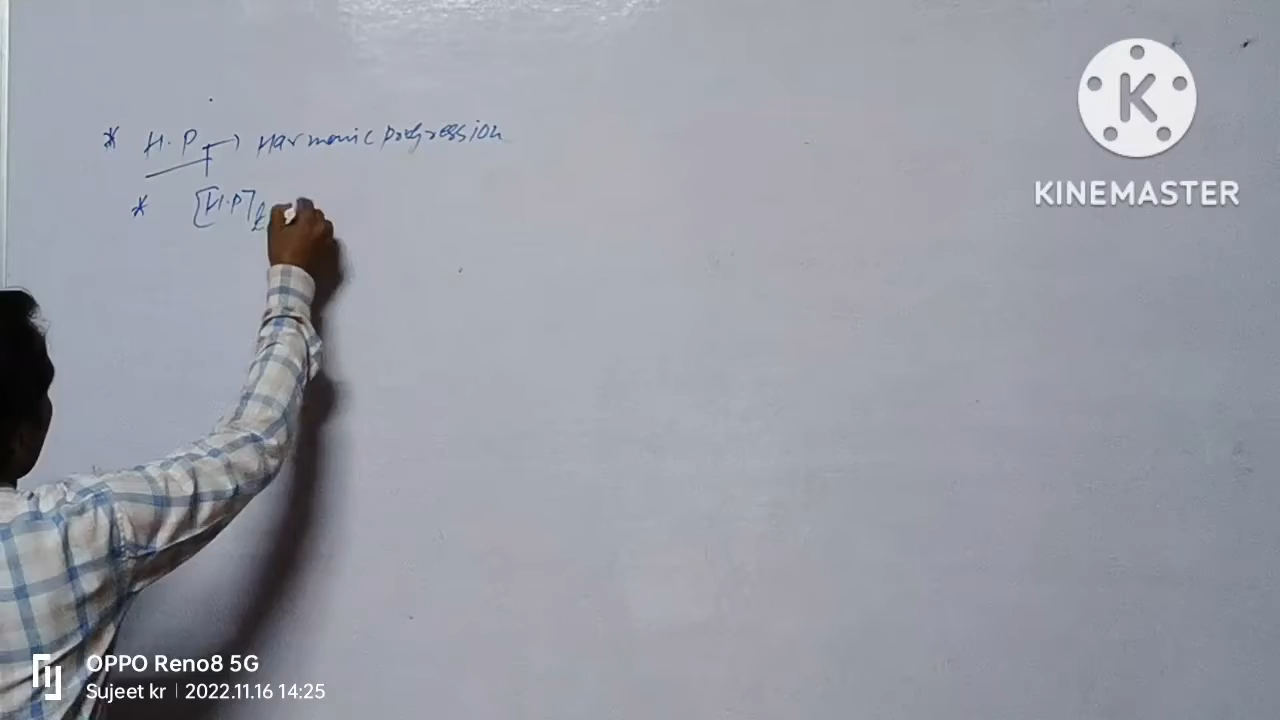 * H.P → Harmonic progression
* [H.P]
K
KINEMASTER
OPPO Reno8 5G
Sujeet kr | 2022.11.16 14:25